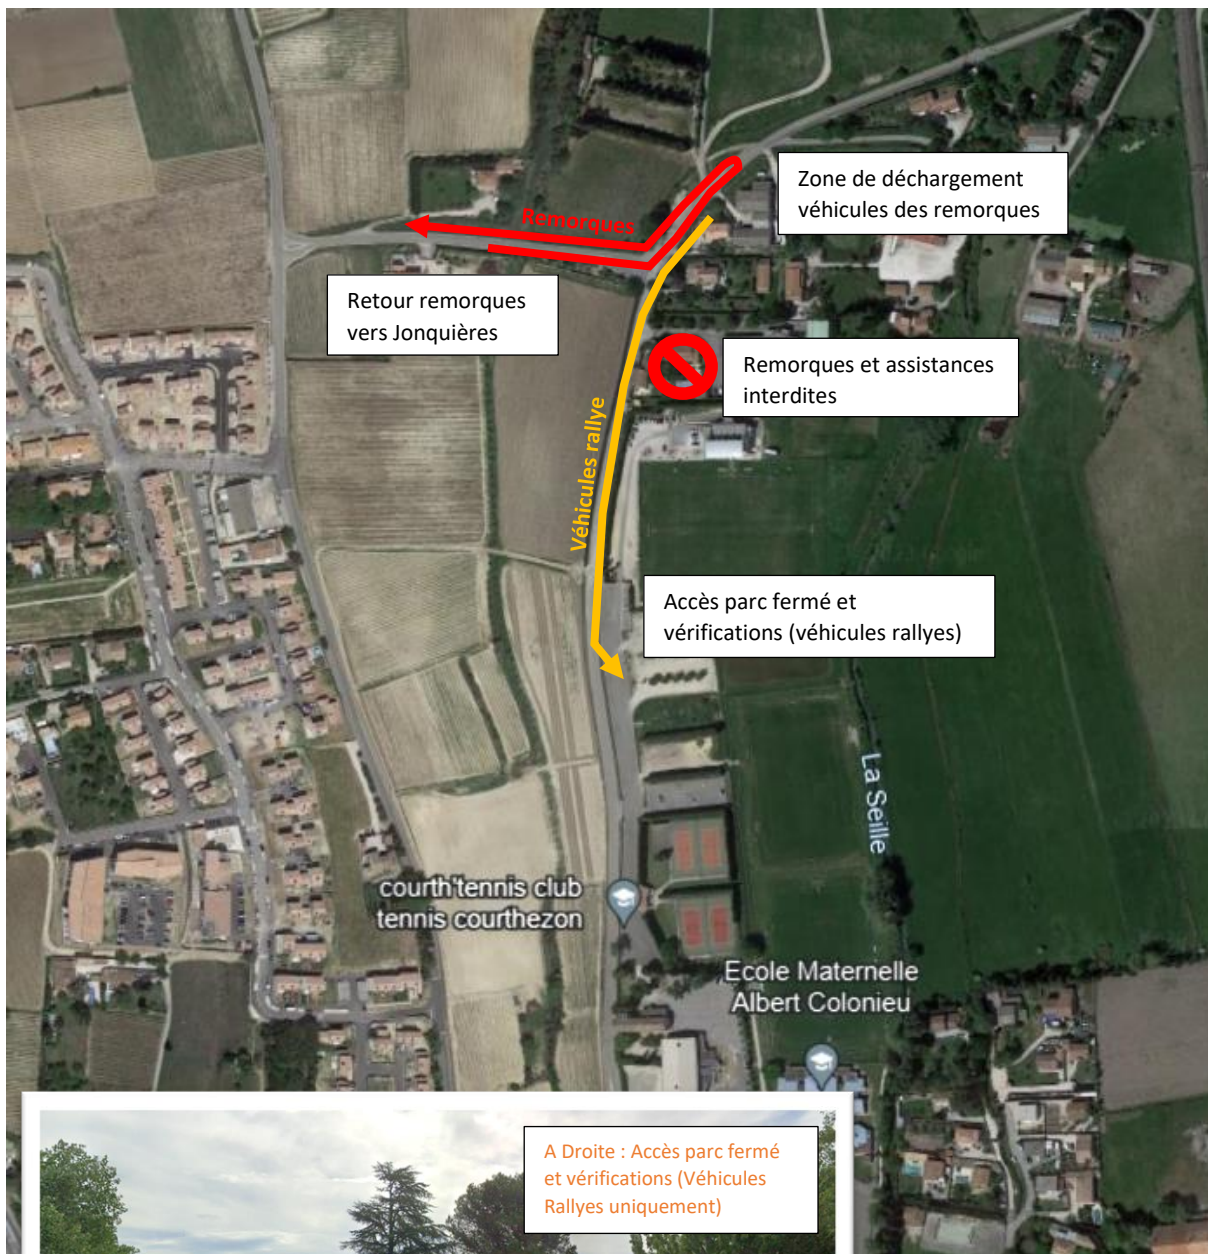 Zone de déchargement
véhicules des remorques
Remorques
Retour remorques
vers Jonquières
Remorques et assistances
interdites
Véhicules rallye
Accès parc fermé et
vérifications (véhicules rallyes)
La Seille
courth'tennis club
tennis courthezon
Ecole Maternelle
Albert Colonieu
A Droite : Accès parc fermé
et vérifications (Véhicules
Rallyes uniquement)